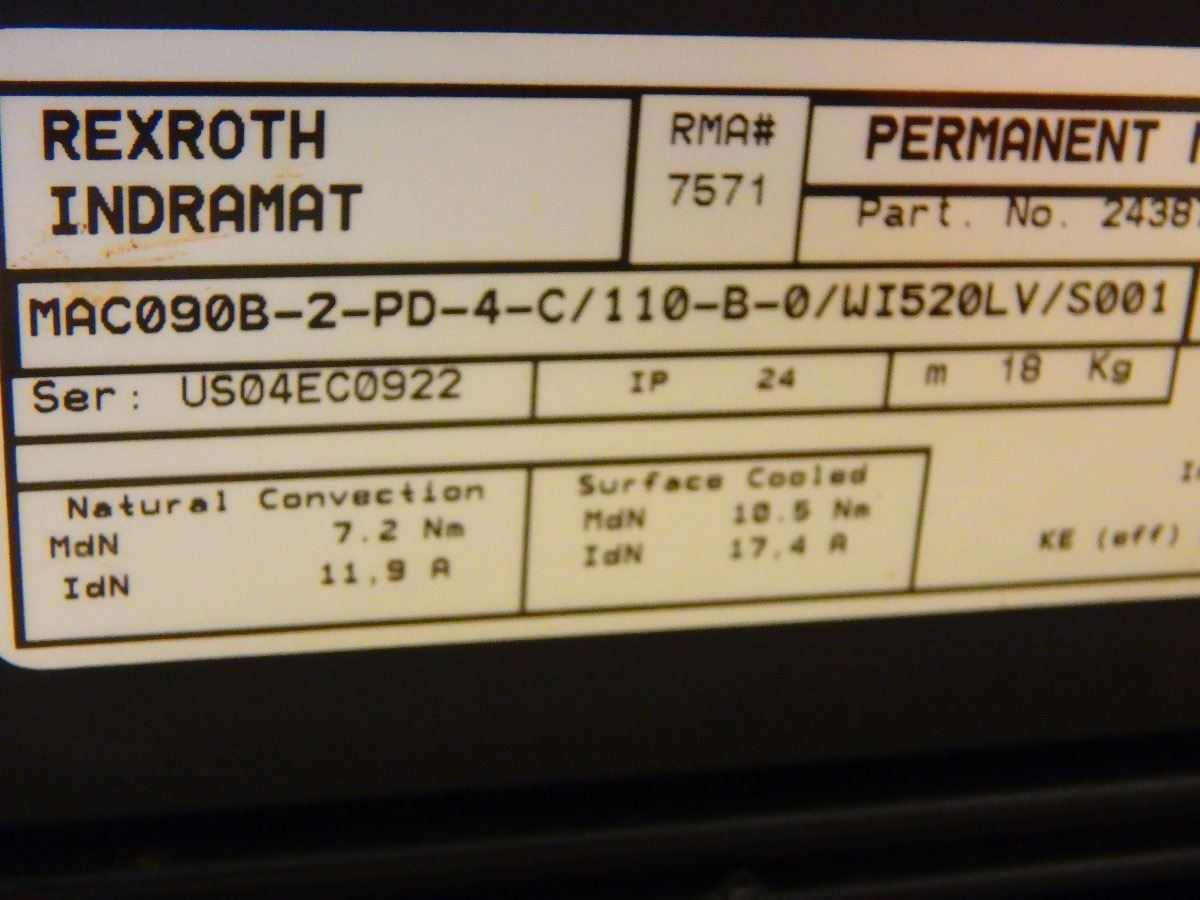 REXROTH
INDRAMAT
RMA#
7571
PERMANENT
Part. No. 2438
MAC090B-2-PD-4-C/110-B-0/WI520LV/S001
Ser: US04EC0922
IP 24
m 18 Kg
Natural Convection
MdN 7.2 Nm
IdN 11.9 A
Surface Cooled
MdN 10.5 Nm
IdN 17.4 A
KE (eff)